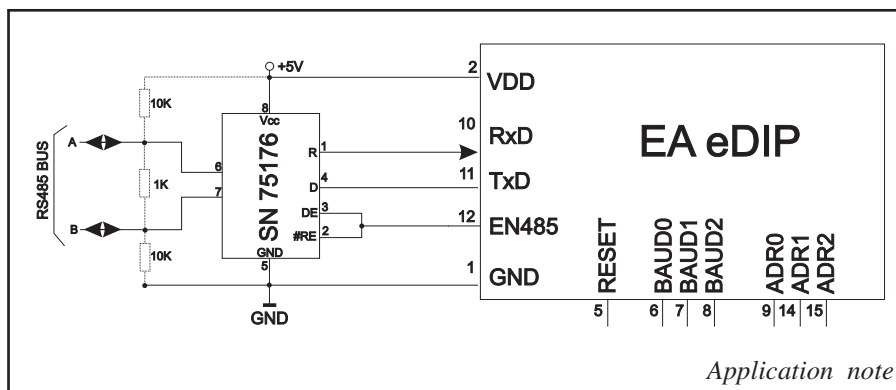 +5V
2
VDD
10K
8
Vcc
10
RxD
EA eDIP
A
R
1
6
11
TxD
RS485 BUS
1K
SN 75176
D
4
7
DE
3
12
EN485
B
#RE
2
10K
GND
5
1
GND
GND
RESET
BAUD0
BAUD1
BAUD2
ADR0
ADR1
ADR2
5
6
7
8
9
14
15
Application note